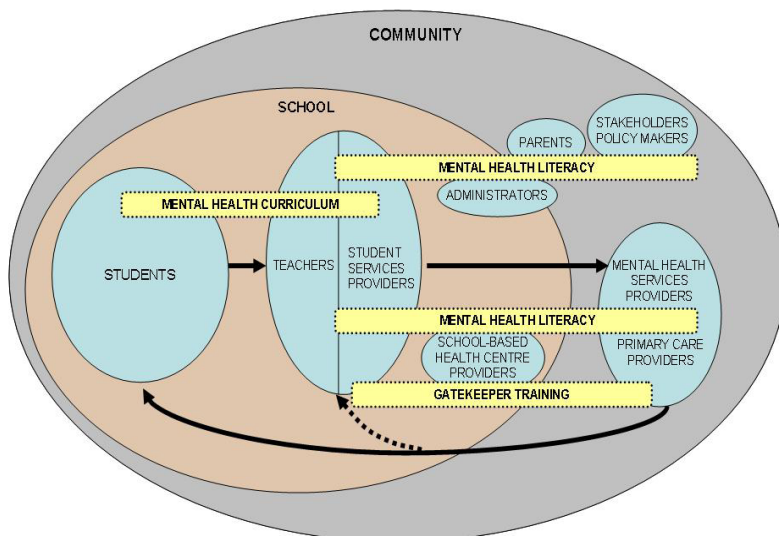 COMMUNITY
SCHOOL
STAKEHOLDERS
POLICY MAKERS
PARENTS
MENTAL HEALTH LITERACY
ADMINISTRATORS
MENTAL HEALTH CURRICULUM
STUDENTS
TEACHERS
STUDENT
SERVICES
PROVIDERS
MENTAL HEALTH
SERVICES
PROVIDERS
MENTAL HEALTH LITERACY
SCHOOL-BASED
HEALTH CENTRE
PROVIDERS
PRIMARY CARE
PROVIDERS
GATEKEEPER TRAINING